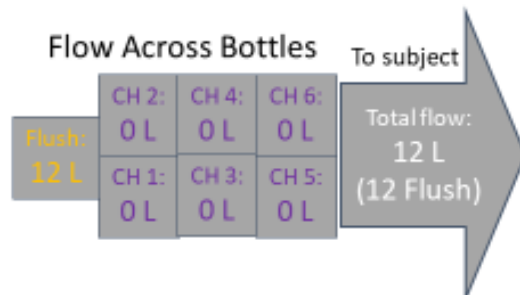 Flow Across Bottles
To subject
Flush:
12 L
CH 2:
0 L
CH 4:
0 L
CH 6:
0 L
CH 1:
0 L
CH 3:
0 L
CH 5:
0 L
Total flow:
12 L
(12 Flush)